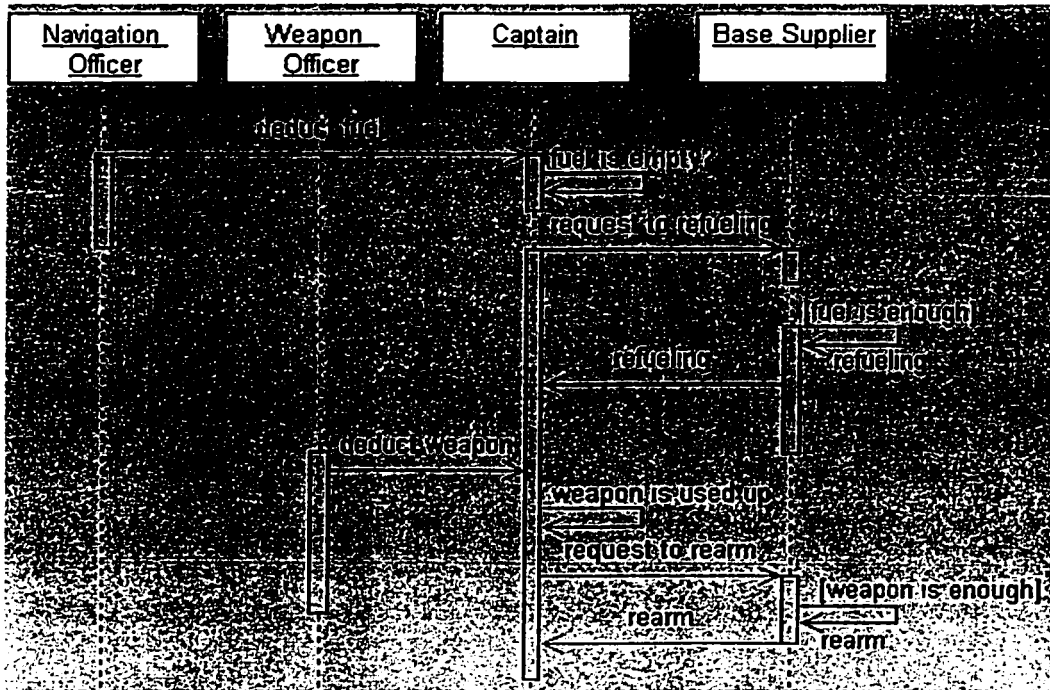 Navigation
Officer
Weapon
Officer
Captain
Base Supplier
deduct fuel
fuel is empty
request to refueling
[fuel is enough]
refueling
refueling
deduct weapon
weapon is used up
request to rearm
[weapon is enough]
rearm
rearm